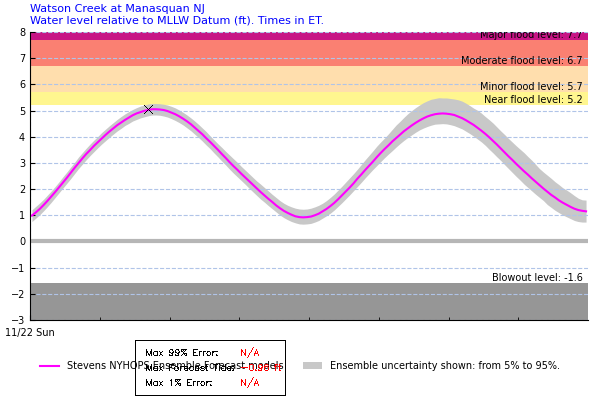 Watson Creek at Manasquan NJ
Water level relative to MLLW Datum (ft). Times in ET.
8
Major flood level: 7.7
7
Moderate flood level: 6.7
6
Minor flood level: 5.7
Near flood level: 5.2
5
4
3
2
1
0
−1
Blowout level: -1.6
−2
−3
11/22 Sun
Max 99% Error: N/A
Stevens NYHOPS Ensemble Forecast models
Max Forecast Tide:
Ensemble uncertainty shown: from 5% to 95%.
Max 1% Error: N/A